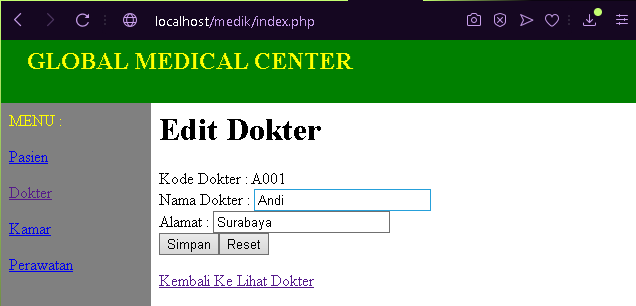 localhost/medik/index.php
GLOBAL MEDICAL CENTER
MENU :
Pasien
Dokter
Kamar
Perawatan
Edit Dokter
Kode Dokter : A001
Nama Dokter : Andi
Alamat : Surabaya
Simpan Reset
Kembali Ke Lihat Dokter